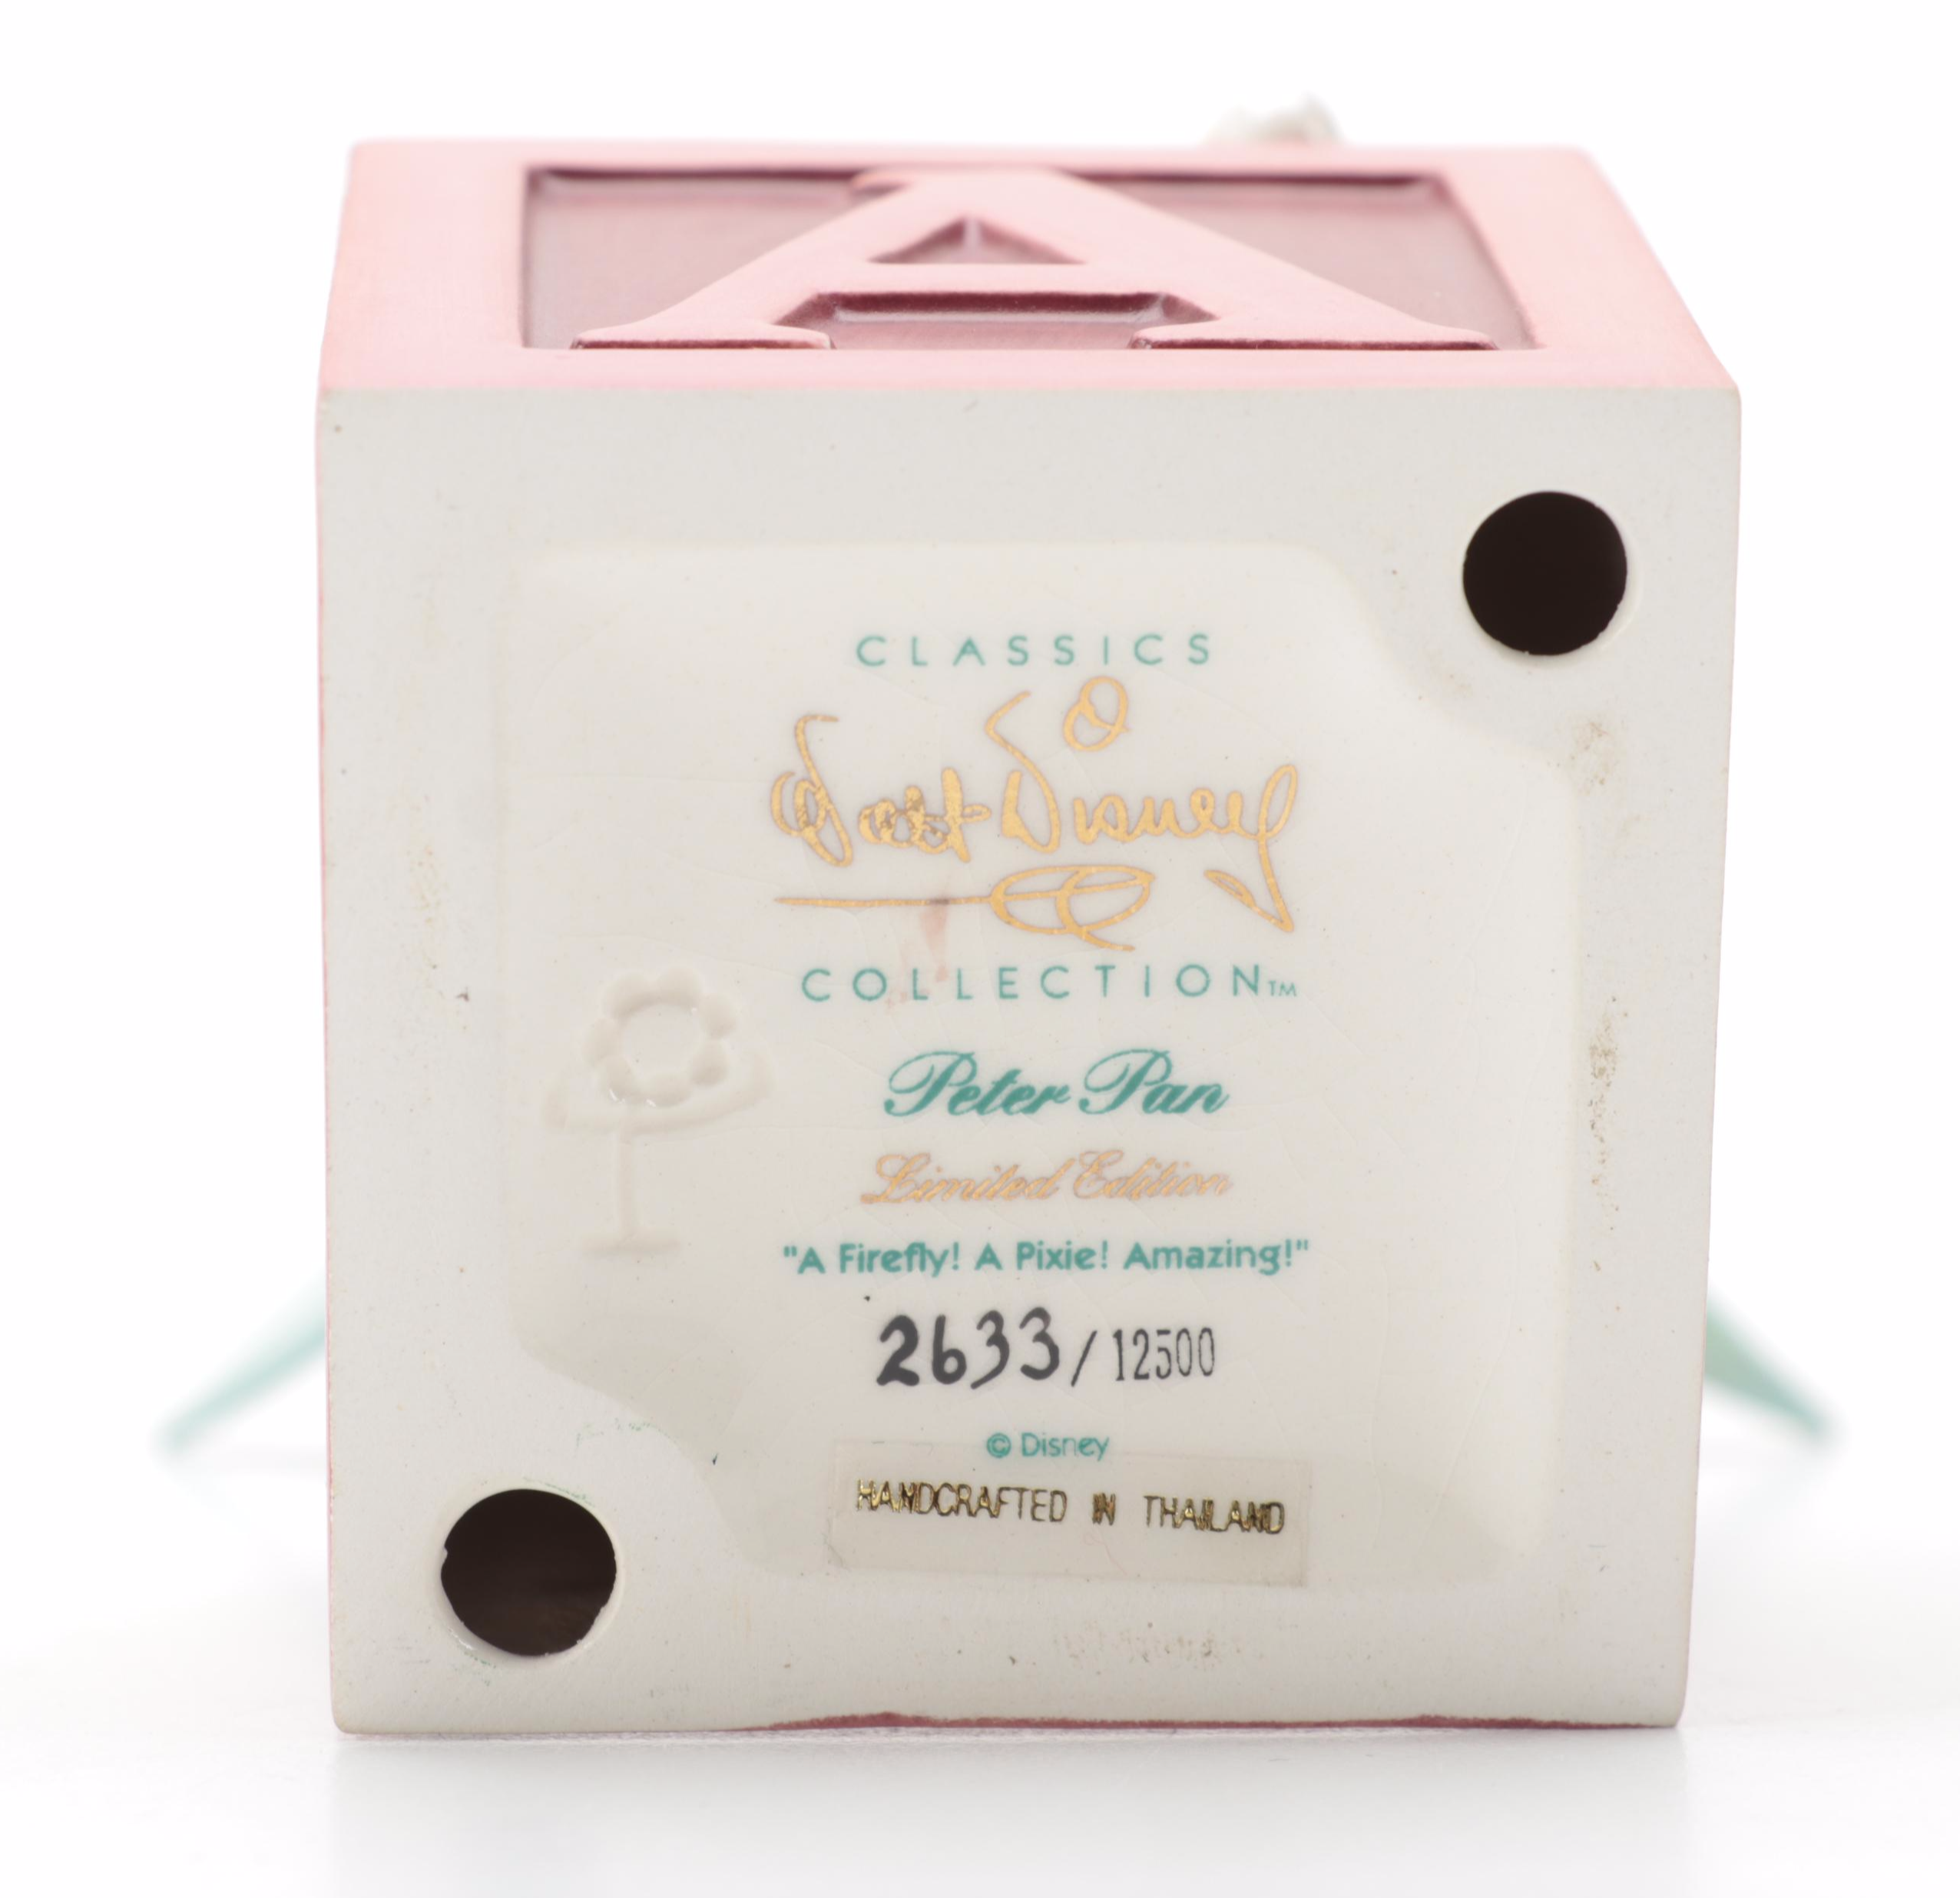 A
CLASSICS
Walt Disney
COLLECTION™
Peter Pan
Limited Edition
"A Firefly! A Pixie! Amazing!"
2633/12500
© Disney
HANDCRAFTED IN THAILAND